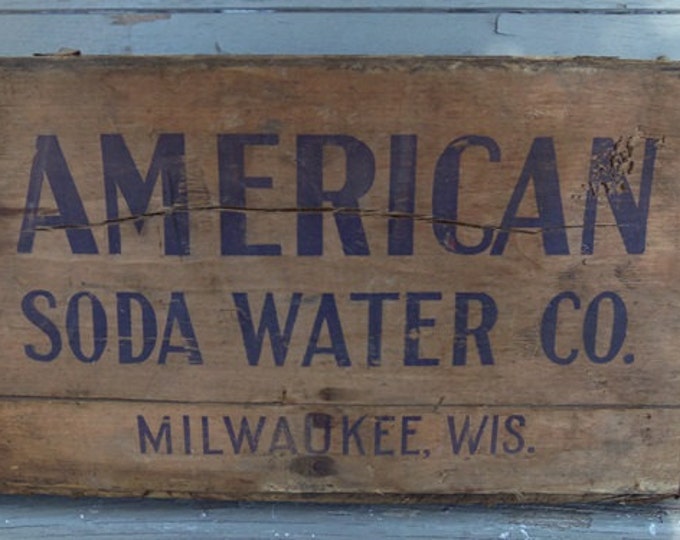 AMERICAN
SODA WATER CO.
MILWAUKEE, WIS.